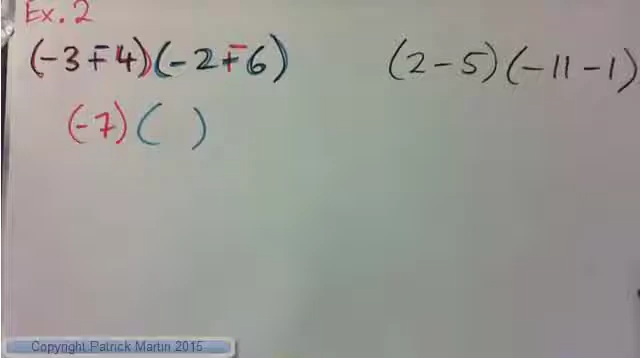 Ex. 2
(-3 ∓ 4)(-2 ∓ 6)
(-7)( )
(2 - 5)(-11 - 1)
Copyright Patrick Martin 2015